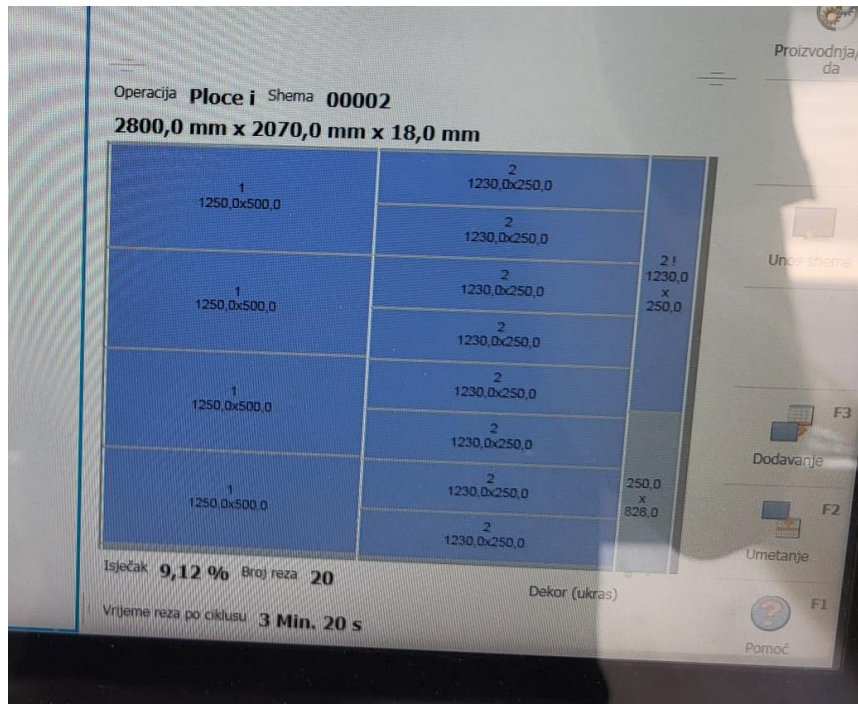 Proizvodnja/
da
Operacija Ploce i Shema 00002
2800,0 mm x 2070,0 mm x 18,0 mm
1
1250,0x500,0
1
1250,0x500,0
1
1250,0x500,0
1
1250,0x500,0
2
1230,0x250,0
2
1230,0x250,0
2
1230,0x250,0
2
1230,0x250,0
2
1230,0x250,0
2
1230,0x250,0
2
1230,0x250,0
2
1230,0x250,0
2!
1230,0
x
250,0
250,0
x
828,0
Unos sheme
F3
Dodavanje
F2
Umetanje
F1
Pomoć
Isječak 9,12 % Broj reza 20
Dekor (ukras)
Vrijeme reza po ciklusu 3 Min. 20 s